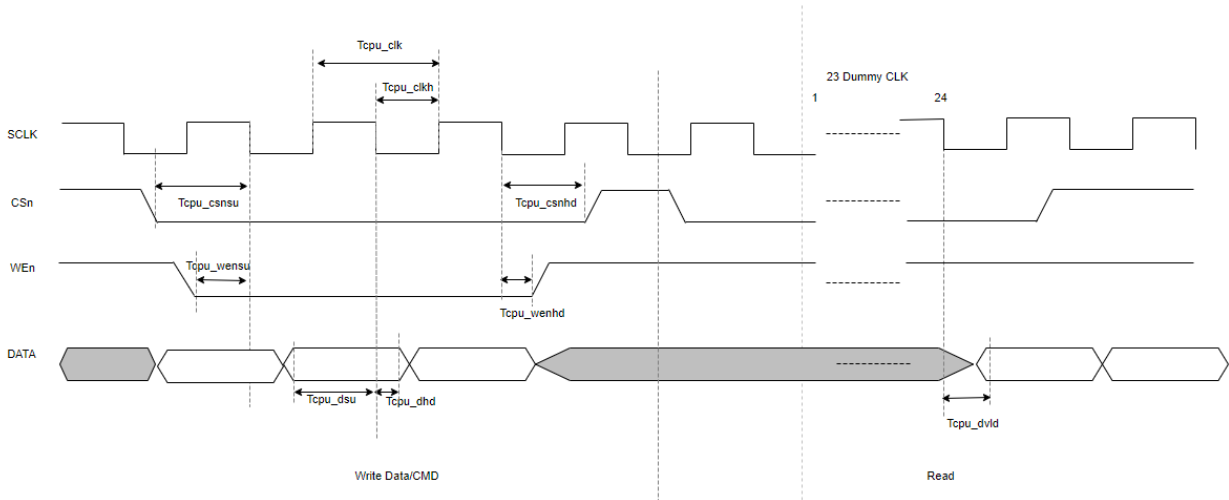 Tcpu_clk
23 Dummy CLK
Tcpu_clkh
1
24
SCLK
CSn
Tcpu_csnsu
Tcpu_csnhd
WEn
Tcpu_wensu
Tcpu_wenhd
DATA
Tcpu_dsu
Tcpu_dhd
Tcpu_dvld
Write Data/CMD
Read